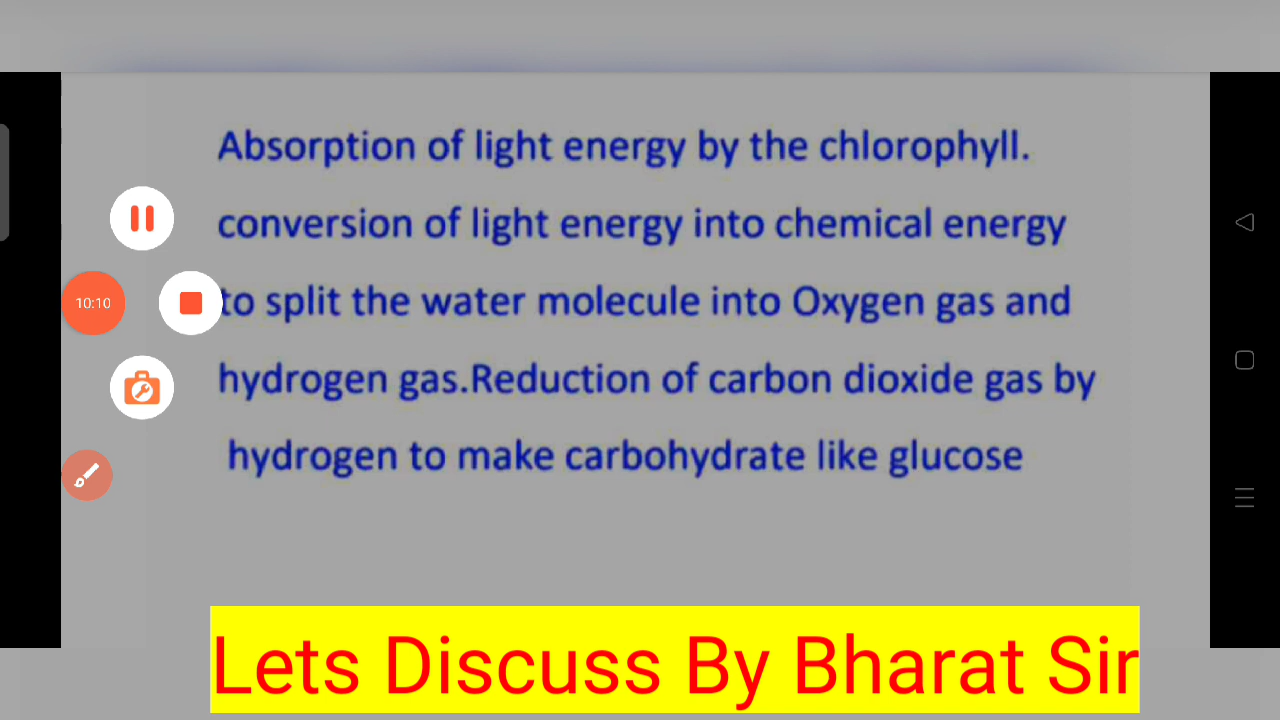 Absorption of light energy by the chlorophyll.
conversion of light energy into chemical energy
to split the water molecule into Oxygen gas and
hydrogen gas.Reduction of carbon dioxide gas by
hydrogen to make carbohydrate like glucose
10:10
Lets Discuss By Bharat Sir